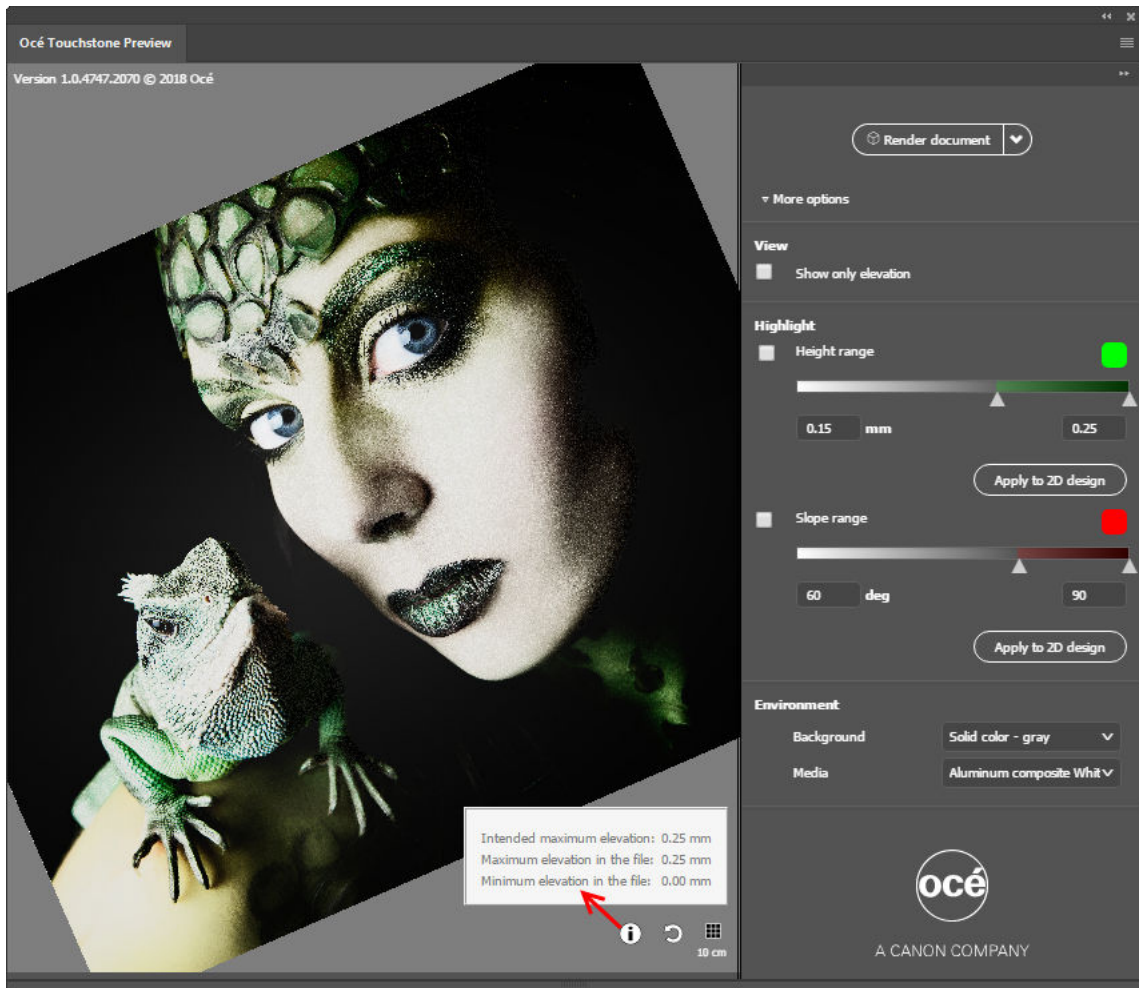 Océ Touchstone Preview
Version 1.0.4747.2070 © 2018 Océ
Render document
More options
View
Show only elevation
Highlight
Height range
0.15 mm 0.25
Apply to 2D design
Slope range
60 deg 90
Apply to 2D design
Environment
Background Solid color - gray
Media Aluminum composite Whit
Intended maximum elevation: 0.25 mm
Maximum elevation in the file: 0.25 mm
Minimum elevation in the file: 0.00 mm
10 cm
océ
A CANON COMPANY